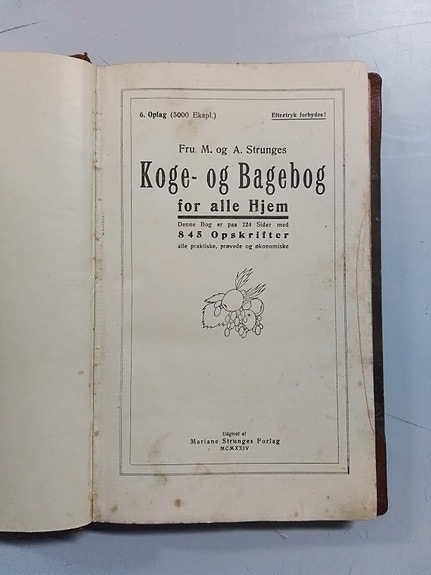 6. Oplag (5000 Ekspl.) Eftertryk forbydes!
Fru M. og A. Strunges
Koge- og Bagebog
for alle Hjem
Denne Bog er paa 224 Sider med
845 Opskrifter
alle praktiske, prøvede og økonomiske
Udgivet af
Mariane Strunges Forlag
MCMXXIV